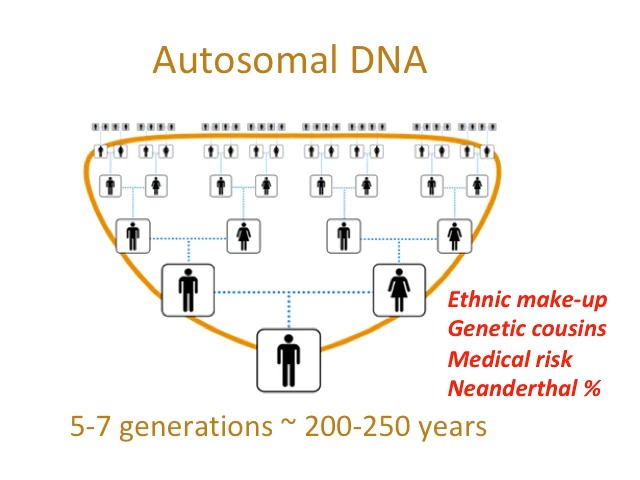 Autosomal DNA
Ethnic make-up
Genetic cousins
Medical risk
Neanderthal %
5-7 generations ~ 200-250 years